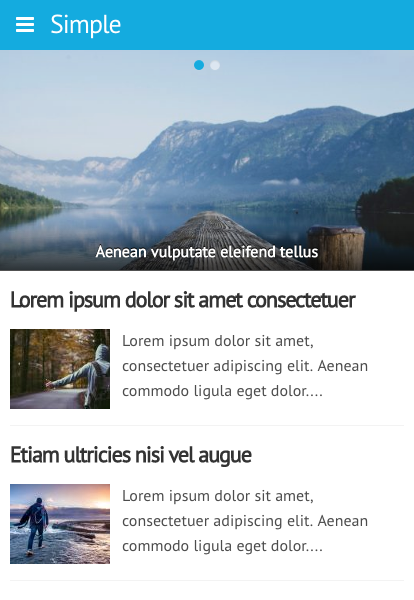 Simple
Aenean vulputate eleifend tellus
Lorem ipsum dolor sit amet consectetuer
Lorem ipsum dolor sit amet,
consectetuer adipiscing elit. Aenean
commodo ligula eget dolor....
Etiam ultricies nisi vel augue
Lorem ipsum dolor sit amet,
consectetuer adipiscing elit. Aenean
commodo ligula eget dolor....